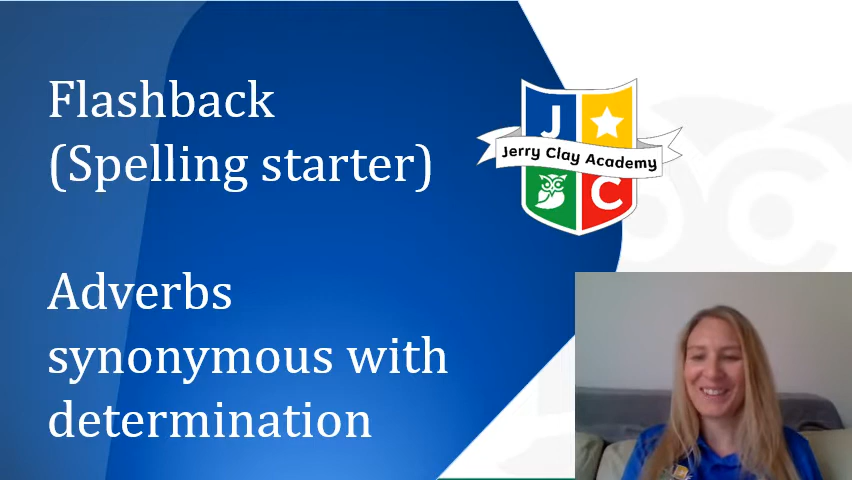 Flashback
(Spelling starter)
Adverbs
synonymous with
determination
J
Jerry Clay Academy
C